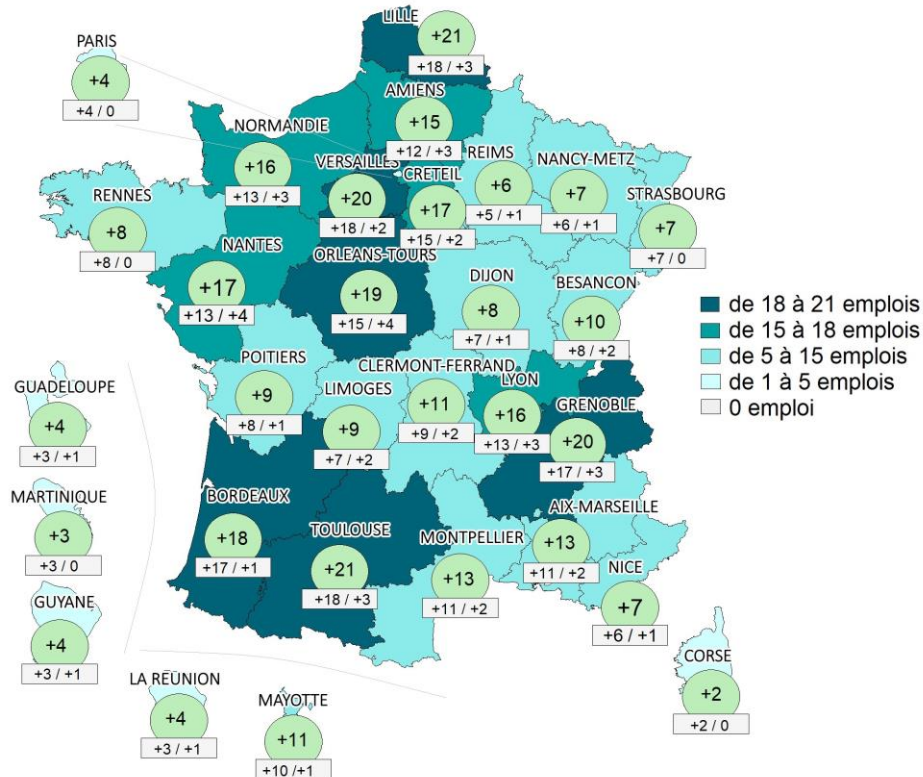 LILLE
+21
+18 / +3
PARIS
+4
+4 / 0
AMIENS
+15
+12 / +3
NORMANDIE
+16
+13 / +3
VERSAILLES
+20
+18 / +2
CRETEIL
+17
+15 / +2
REIMS
+6
+5 / +1
NANCY-METZ
+7
+6 / +1
STRASBOURG
+7
+7 / 0
RENNES
+8
+8 / 0
NANTES
+17
+13 / +4
ORLEANS-TOURS
+19
+15 / +4
DIJON
+8
+7 / +1
BESANCON
+10
+8 / +2
de 18 à 21 emplois
de 15 à 18 emplois
de 5 à 15 emplois
de 1 à 5 emplois
0 emploi
POITIERS
+9
+8 / +1
LIMOGES
+9
+7 / +2
CLERMONT-FERRAND
+11
+9 / +2
LYON
+16
+13 / +3
GRENOBLE
+20
+17 / +3
GUADELOUPE
+4
+3 / +1
MARTINIQUE
+3
+3 / 0
BORDEAUX
+18
+17 / +1
TOULOUSE
+21
+18 / +3
MONTPELLIER
+13
+11 / +2
AIX-MARSEILLE
+13
+11 / +2
NICE
+7
+6 / +1
GUYANE
+4
+3 / +1
CORSE
+2
+2 / 0
LA REUNION
+4
+3 / +1
MAYOTTE
+11
+10 /+1